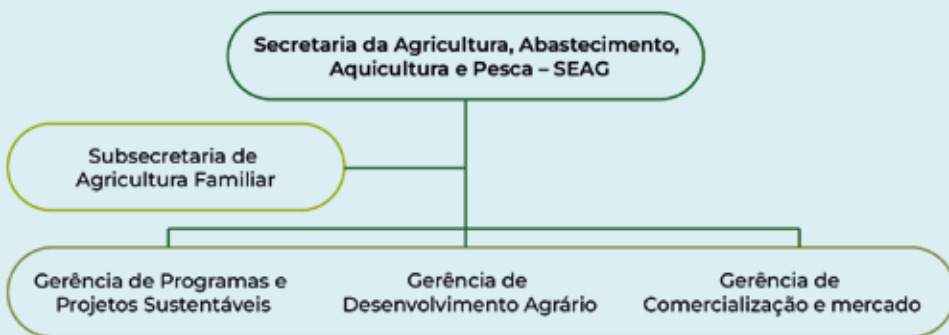 Secretaria da Agricultura, Abastecimento,
Aquicultura e Pesca – SEAG
Subsecretaria de
Agricultura Familiar
Gerência de Programas e
Projetos Sustentáveis
Gerência de
Desenvolvimento Agrário
Gerência de
Comercialização e mercado